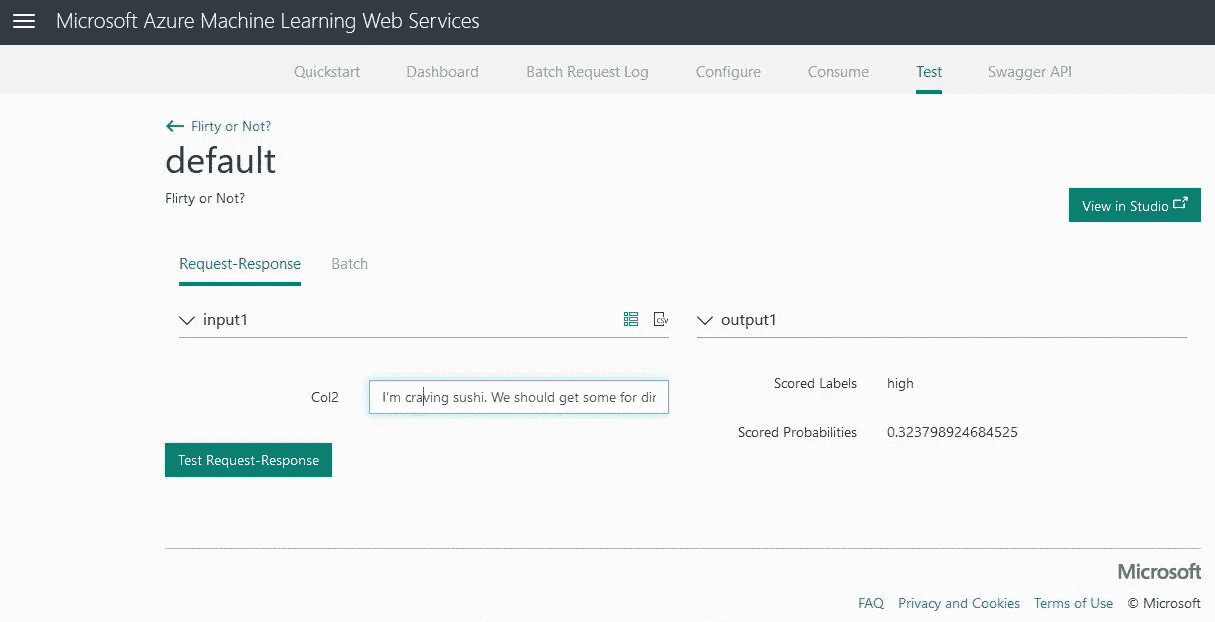 Microsoft Azure Machine Learning Web Services
Quickstart Dashboard Batch Request Log Configure Consume Test Swagger API
Flirty or Not?
default
Flirty or Not?
View in Studio
Request-Response Batch
input1 CSV output1
Scored Labels high
Col2 I'm craving sushi. We should get some for dir
Scored Probabilities 0.323798924684525
Test Request-Response
Microsoft
FAQ Privacy and Cookies Terms of Use © Microsoft